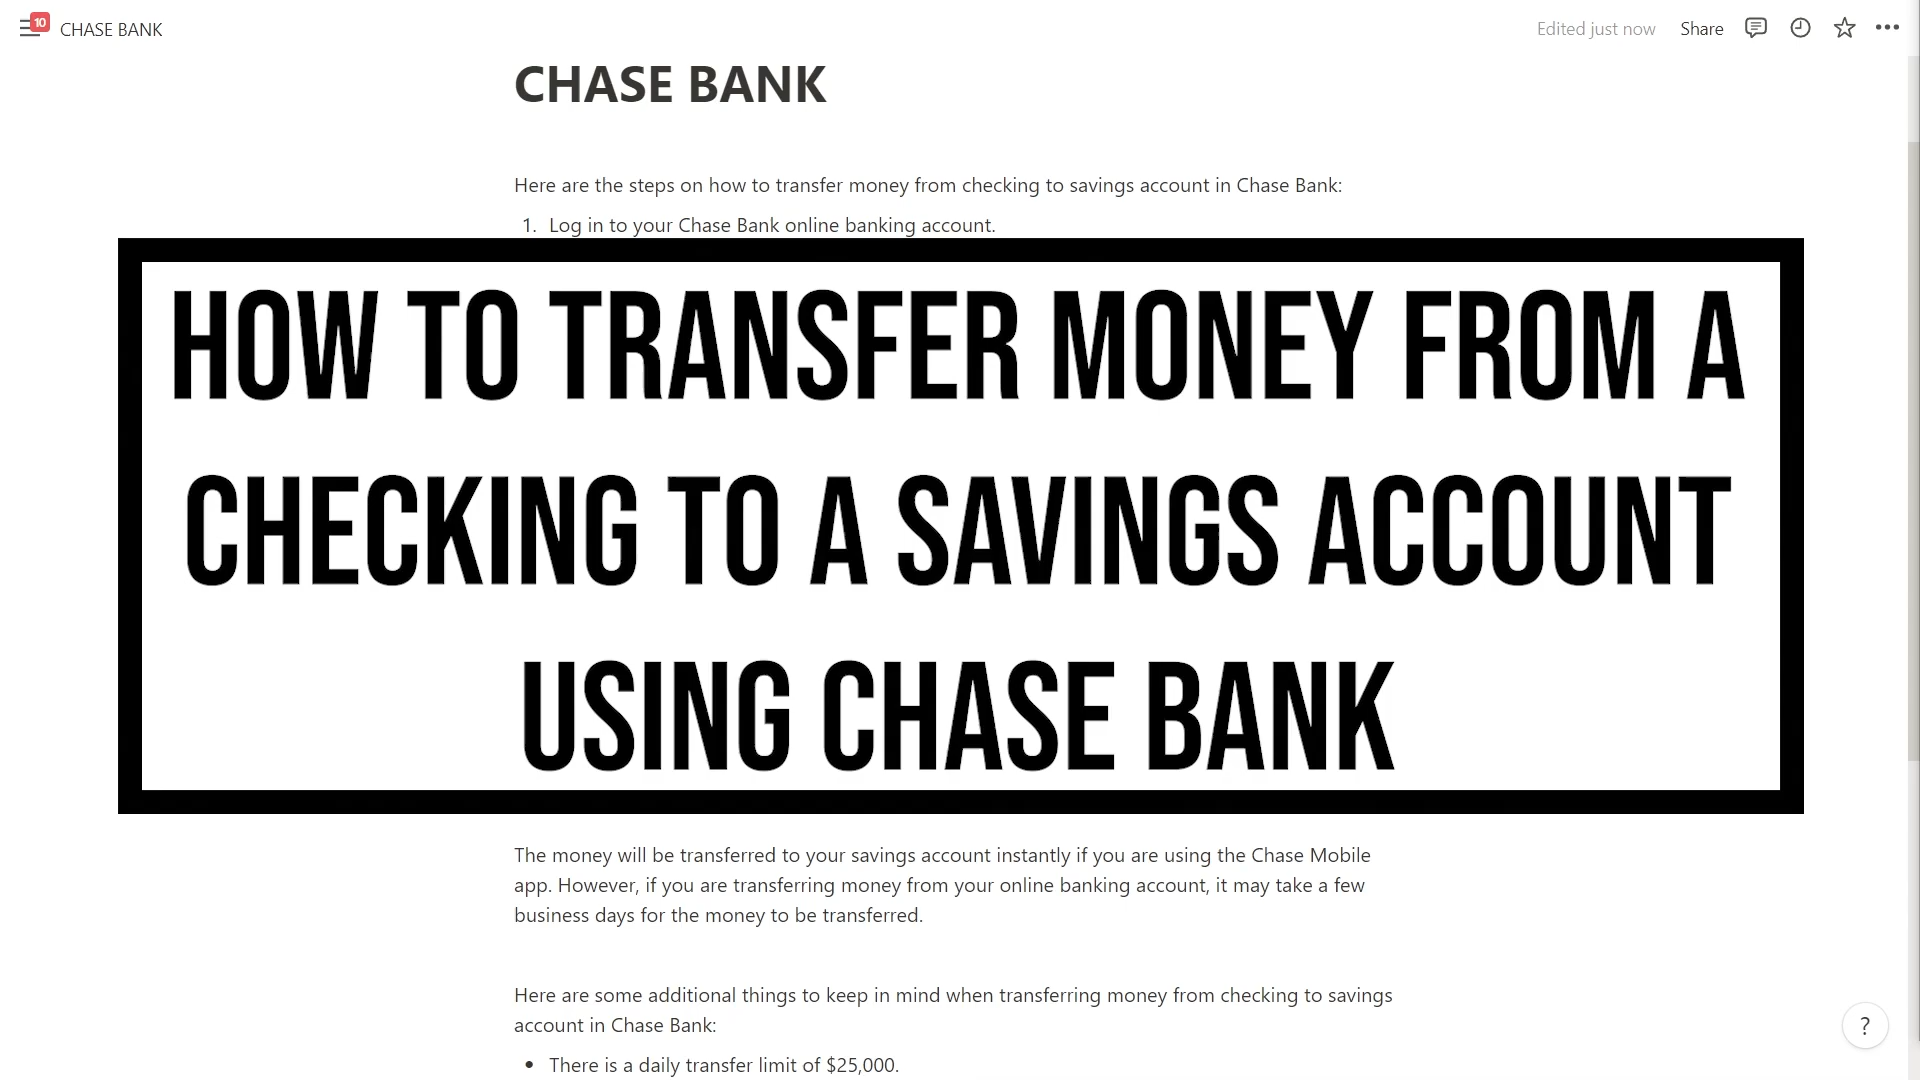 10
CHASE BANK
Edited just now
Share
CHASE BANK
Here are the steps on how to transfer money from checking to savings account in Chase Bank:
1. Log in to your Chase Bank online banking account.
HOW TO TRANSFER MONEY FROM A
CHECKING TO A SAVINGS ACCOUNT
USING CHASE BANK
The money will be transferred to your savings account instantly if you are using the Chase Mobile
app. However, if you are transferring money from your online banking account, it may take a few
business days for the money to be transferred.
Here are some additional things to keep in mind when transferring money from checking to savings
account in Chase Bank:
• There is a daily transfer limit of $25,000.
?